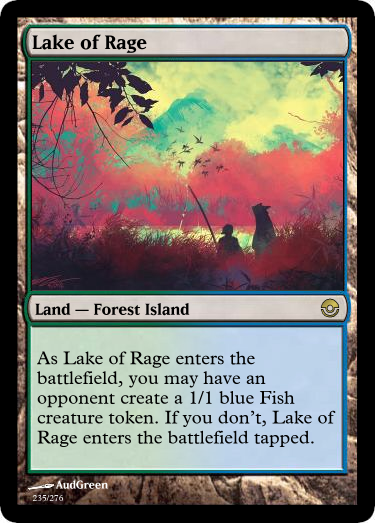 Lake of Rage
Land — Forest Island
As Lake of Rage enters the
battlefield, you may have an
opponent create a 1/1 blue Fish
creature token. If you don't, Lake of
Rage enters the battlefield tapped.
AudGreen
235/276